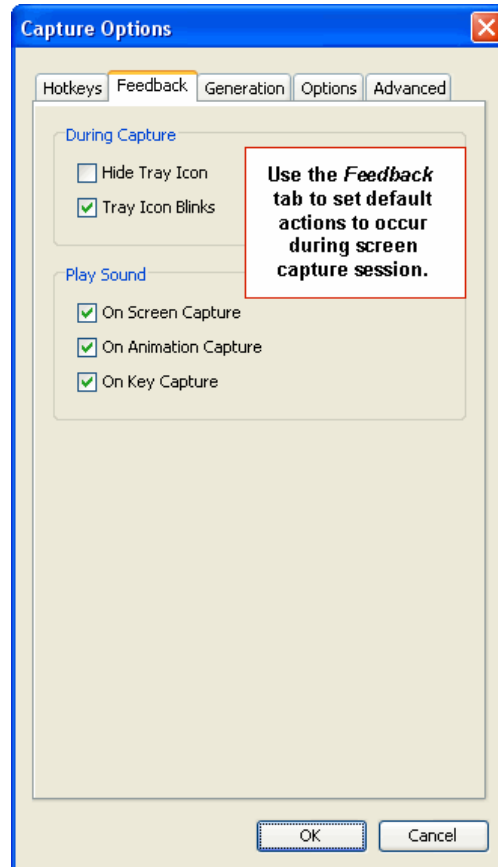 Capture Options
Hotkeys Feedback Generation Options Advanced
During Capture
Hide Tray Icon
Tray Icon Blinks
Use the Feedback
tab to set default
actions to occur
during screen
capture session.
Play Sound
On Screen Capture
On Animation Capture
On Key Capture
OK Cancel